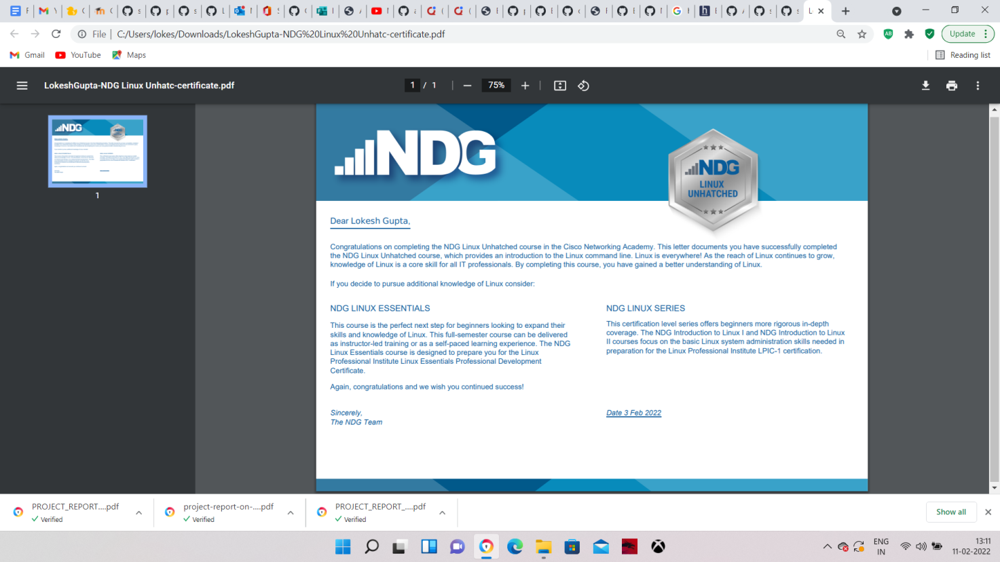 File
C:/Users/lokes/Downloads/LokeshGupta-NDG%20Linux%20Unhatc-certificate.pdf
Update
Gmail
YouTube
Maps
Reading list
LokeshGupta-NDG Linux Unhatc-certificate.pdf
1 / 1
75%
1
NDG
NDG
LINUX
UNHATCHED
Dear Lokesh Gupta,
Congratulations on completing the NDG Linux Unhatched course in the Cisco Networking Academy. This letter documents you have successfully completed
the NDG Linux Unhatched course, which provides an introduction to the Linux command line. Linux is everywhere! As the reach of Linux continues to grow,
knowledge of Linux is a core skill for all IT professionals. By completing this course, you have gained a better understanding of Linux.
If you decide to pursue additional knowledge of Linux consider:
NDG LINUX ESSENTIALS
This course is the perfect next step for beginners looking to expand their
skills and knowledge of Linux. This full-semester course can be delivered
as instructor-led training or as a self-paced learning experience. The NDG
Linux Essentials course is designed to prepare you for the Linux
Professional Institute Linux Essentials Professional Development
Certificate.
Again, congratulations and we wish you continued success!
NDG LINUX SERIES
This certification level series offers beginners more rigorous in-depth
coverage. The NDG Introduction to Linux I and NDG Introduction to Linux
II courses focus on the basic Linux system administration skills needed in
preparation for the Linux Professional Institute LPIC-1 certification.
Sincerely,
The NDG Team
Date 3 Feb 2022
PROJECT_REPORT....pdf
Verified
project-report-on-....pdf
Verified
PROJECT_REPORT_....pdf
Verified
Show all
ENG
IN
13:11
11-02-2022